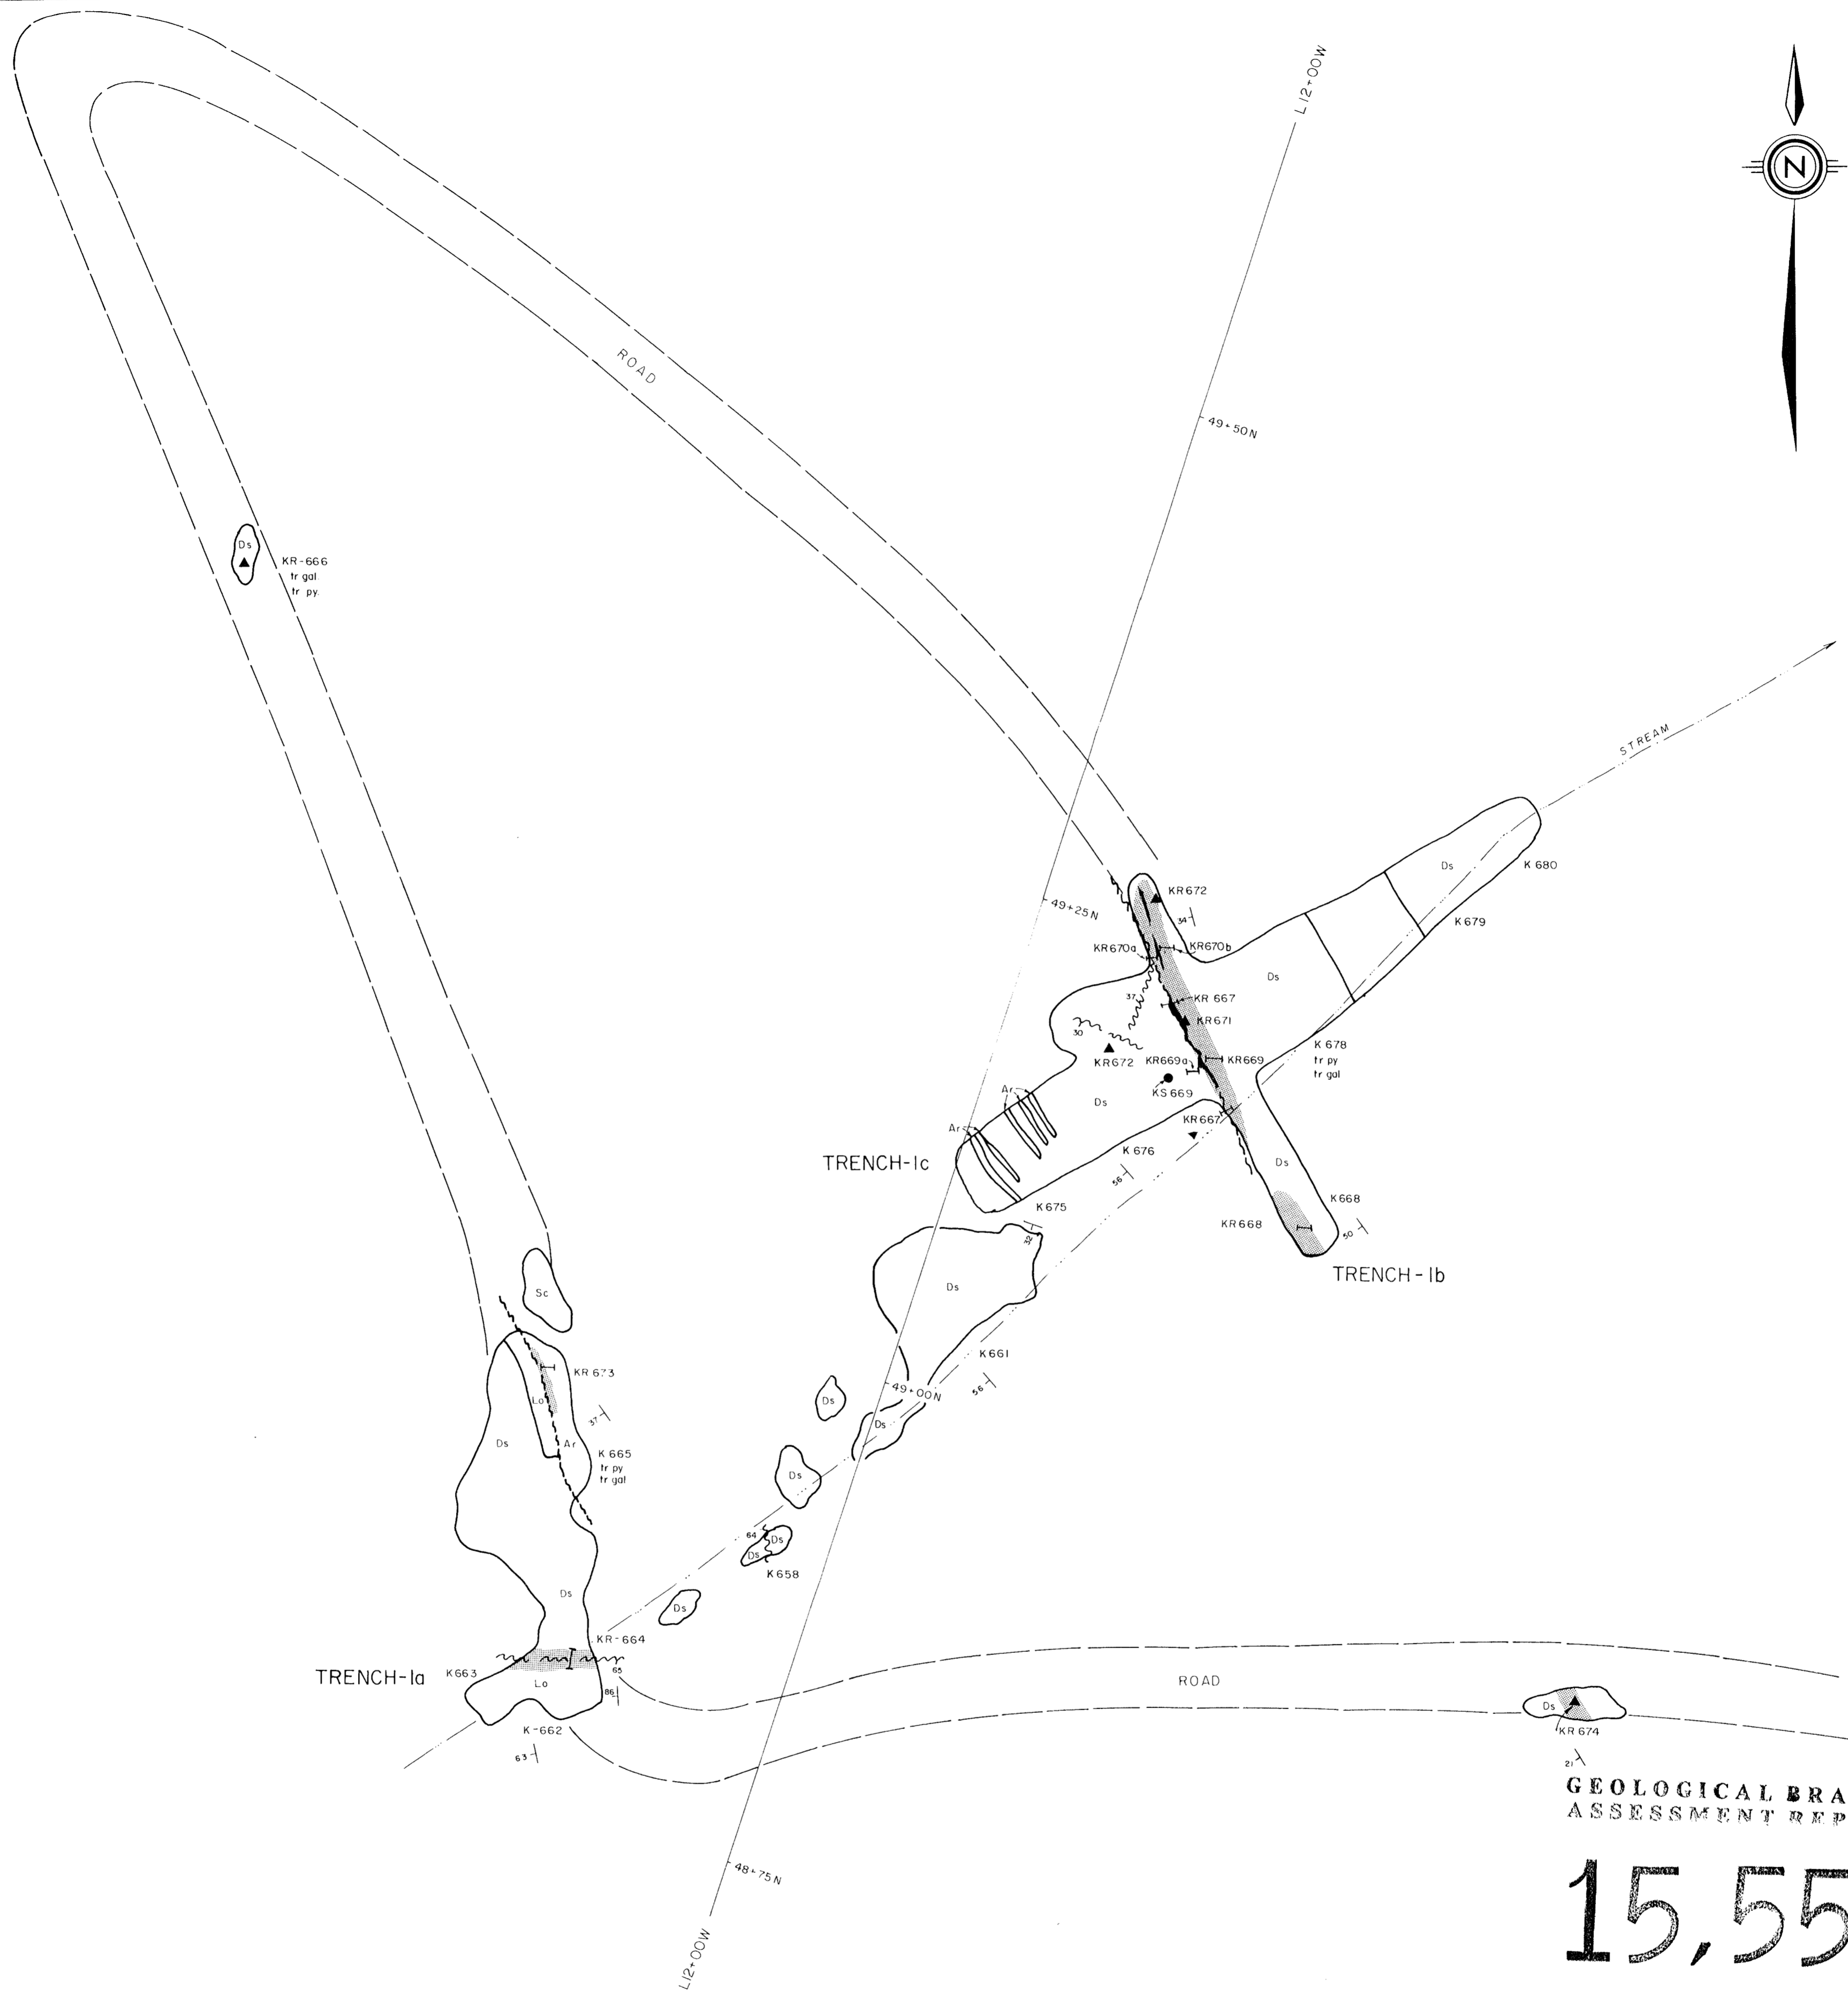 L 12+00W
N
ROAD
49+50N
Ds
KR-666
tr gal.
tr py.
STREAM
Ds
K 680
KR672
34
49+25N
K 679
KR670a
KR670b
Ds
37
KR 667
30
KR671
K 678
tr py
tr gal
KR672
KR669a
KR669
Ar
KS 669
Ds
KR667
Ar
K 676
TRENCH-1c
Ds
56
K 668
K 675
KR668
50
32
TRENCH-1b
Ds
Sc
K 661
KR 673
56
49+00N
Lo
Ds
37
Ds
Ds
Ar
K 665
tr py
tr gal
Ds
64
Ds
Ds
K 658
Ds
Ds
KR-664
65
TRENCH-1a
K663
Lo
86
ROAD
Ds
K-662
KR 674
63
21
GEOLOGICAL BRA
ASSESSMENT REP
48+75N
15,55
L12+00W